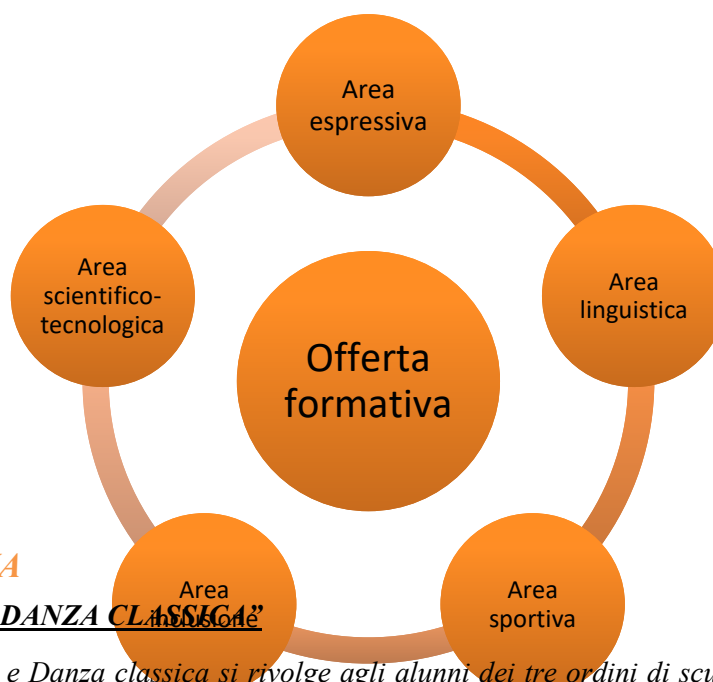 Area
espressiva
Area
scientifico-
tecnologica
Area
linguistica
Offerta
formativa
Area
inclusione
Area
sportiva
DANZA CLASSICA”
e Danza classica si rivolge agli alunni dei tre ordini di